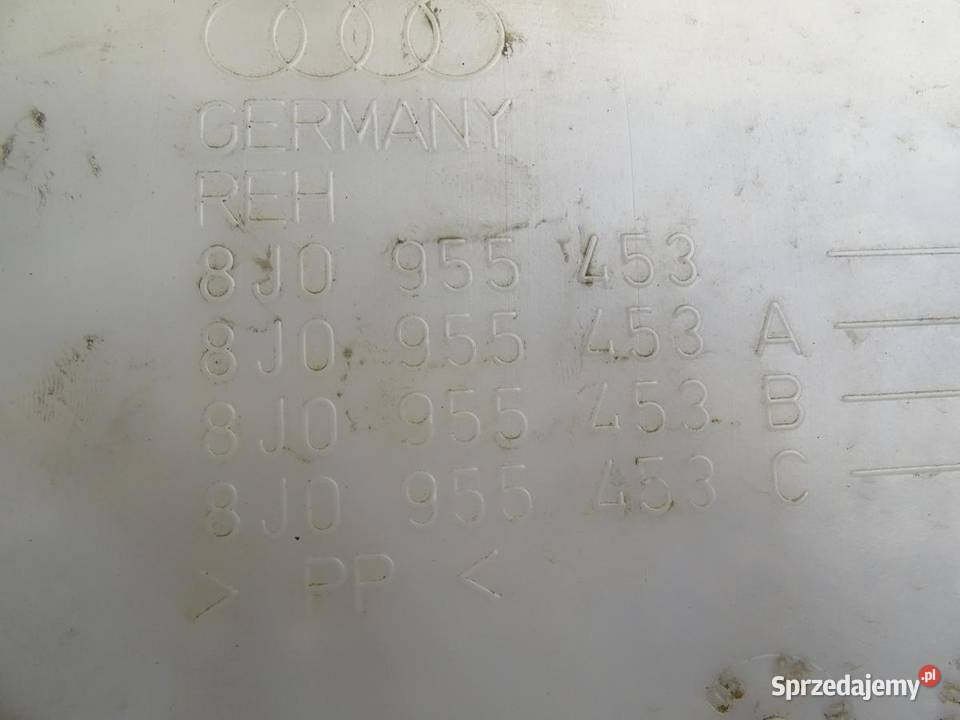 GERMANY
REH
8J0 955 453
8J0 955 453 A
8J0 955 453 B
8J0 955 453 C
> PP <
Sprzedajemy.pl